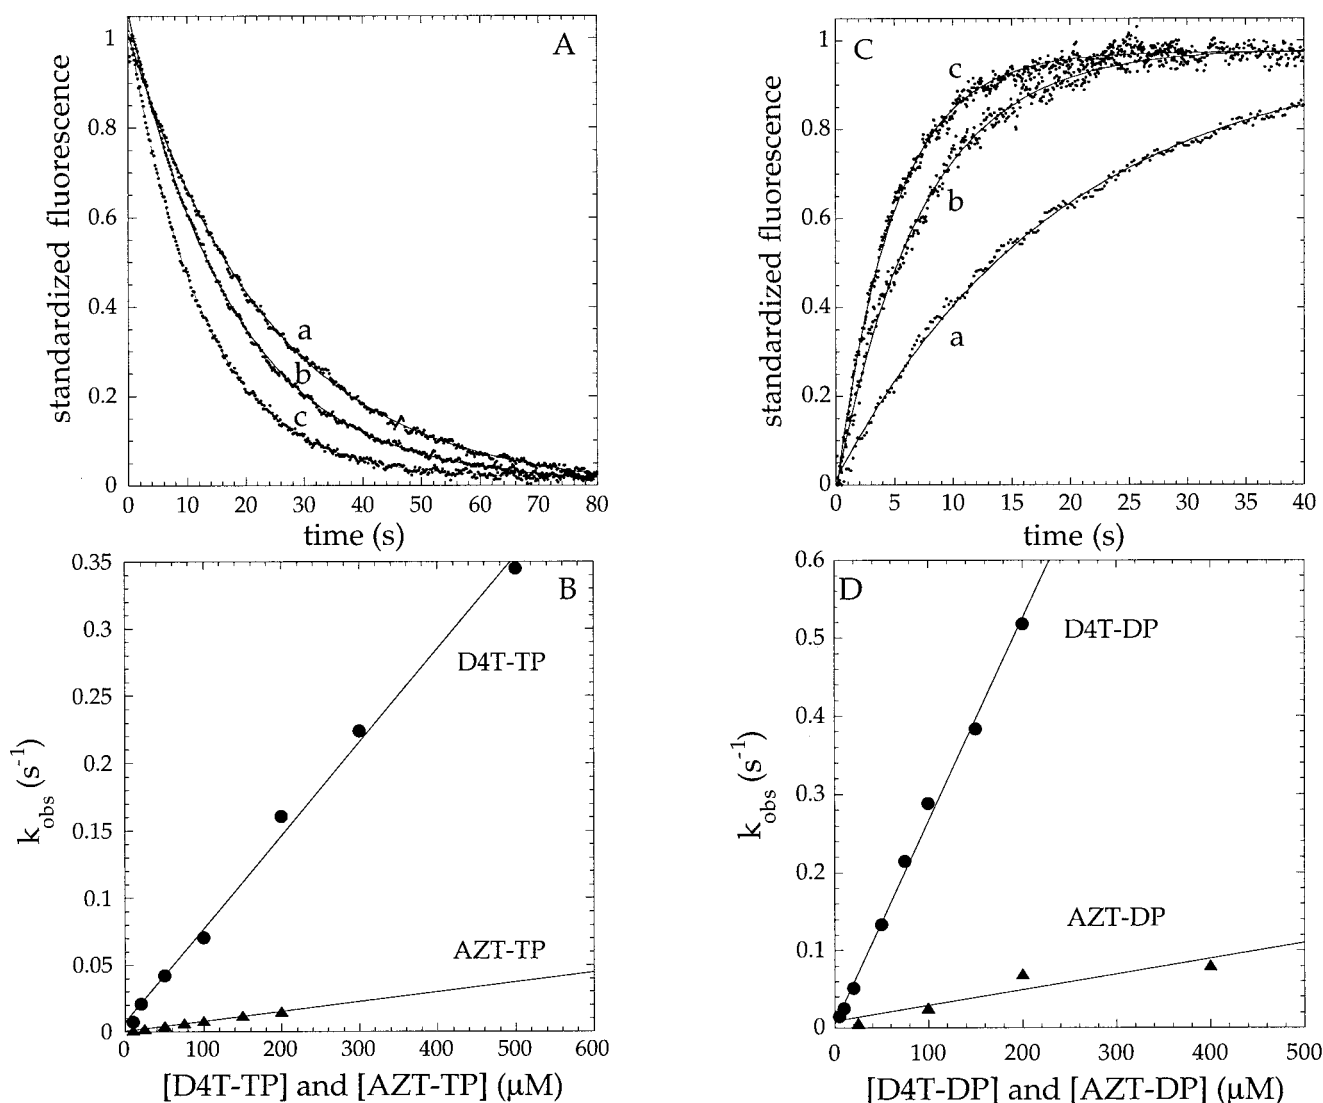 A
standardized fluorescence
1
0.8
0.6
0.4
0.2
0
a
b
c
0 10 20 30 40 50 60 70 80
time (s)
C
standardized fluorescence
1
0.8
0.6
0.4
0.2
0
c
b
a
0 5 10 15 20 25 30 35 40
time (s)
B
k_obs (s^-1)
0.35
0.3
0.25
0.2
0.15
0.1
0.05
0
D4T-TP
AZT-TP
0 100 200 300 400 500 600
[D4T-TP] and [AZT-TP] (µM)
D
k_obs (s^-1)
0.6
0.5
0.4
0.3
0.2
0.1
0
D4T-DP
AZT-DP
0 100 200 300 400 500
[D4T-DP] and [AZT-DP] (µM)